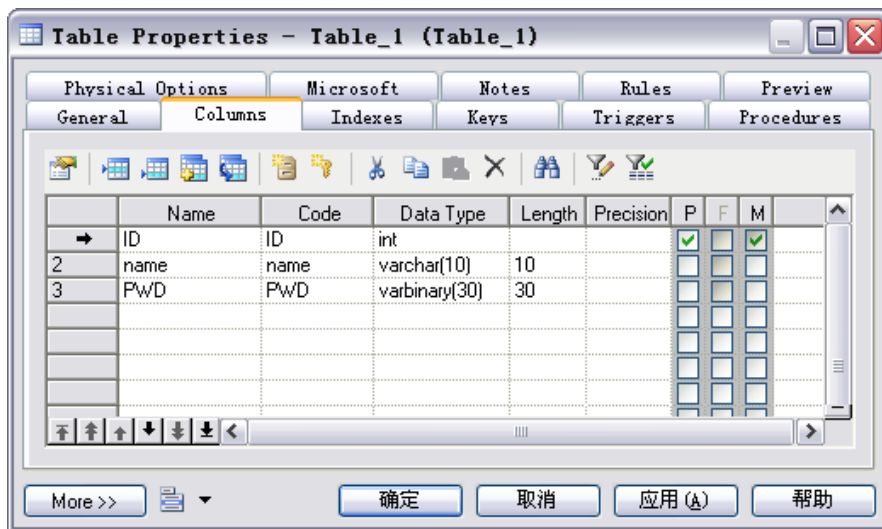 Table Properties - Table_1 (Table_1)
Physical Options Microsoft Notes Rules Preview
General Columns Indexes Keys Triggers Procedures
Name Code Data Type Length Precision P F M
ID ID int
2 name name varchar(10) 10
3 PWD PWD varbinary(30) 30
More >> 确定 取消 应用(A) 帮助